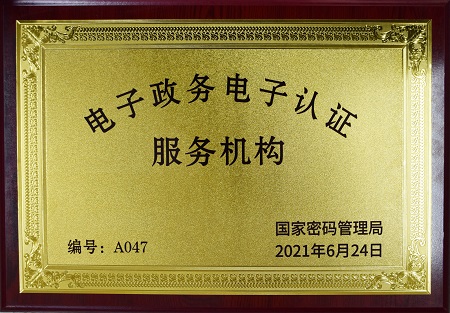 电子政务电子认证
服务机构
国家密码管理局
编号：A047
2021年6月24日